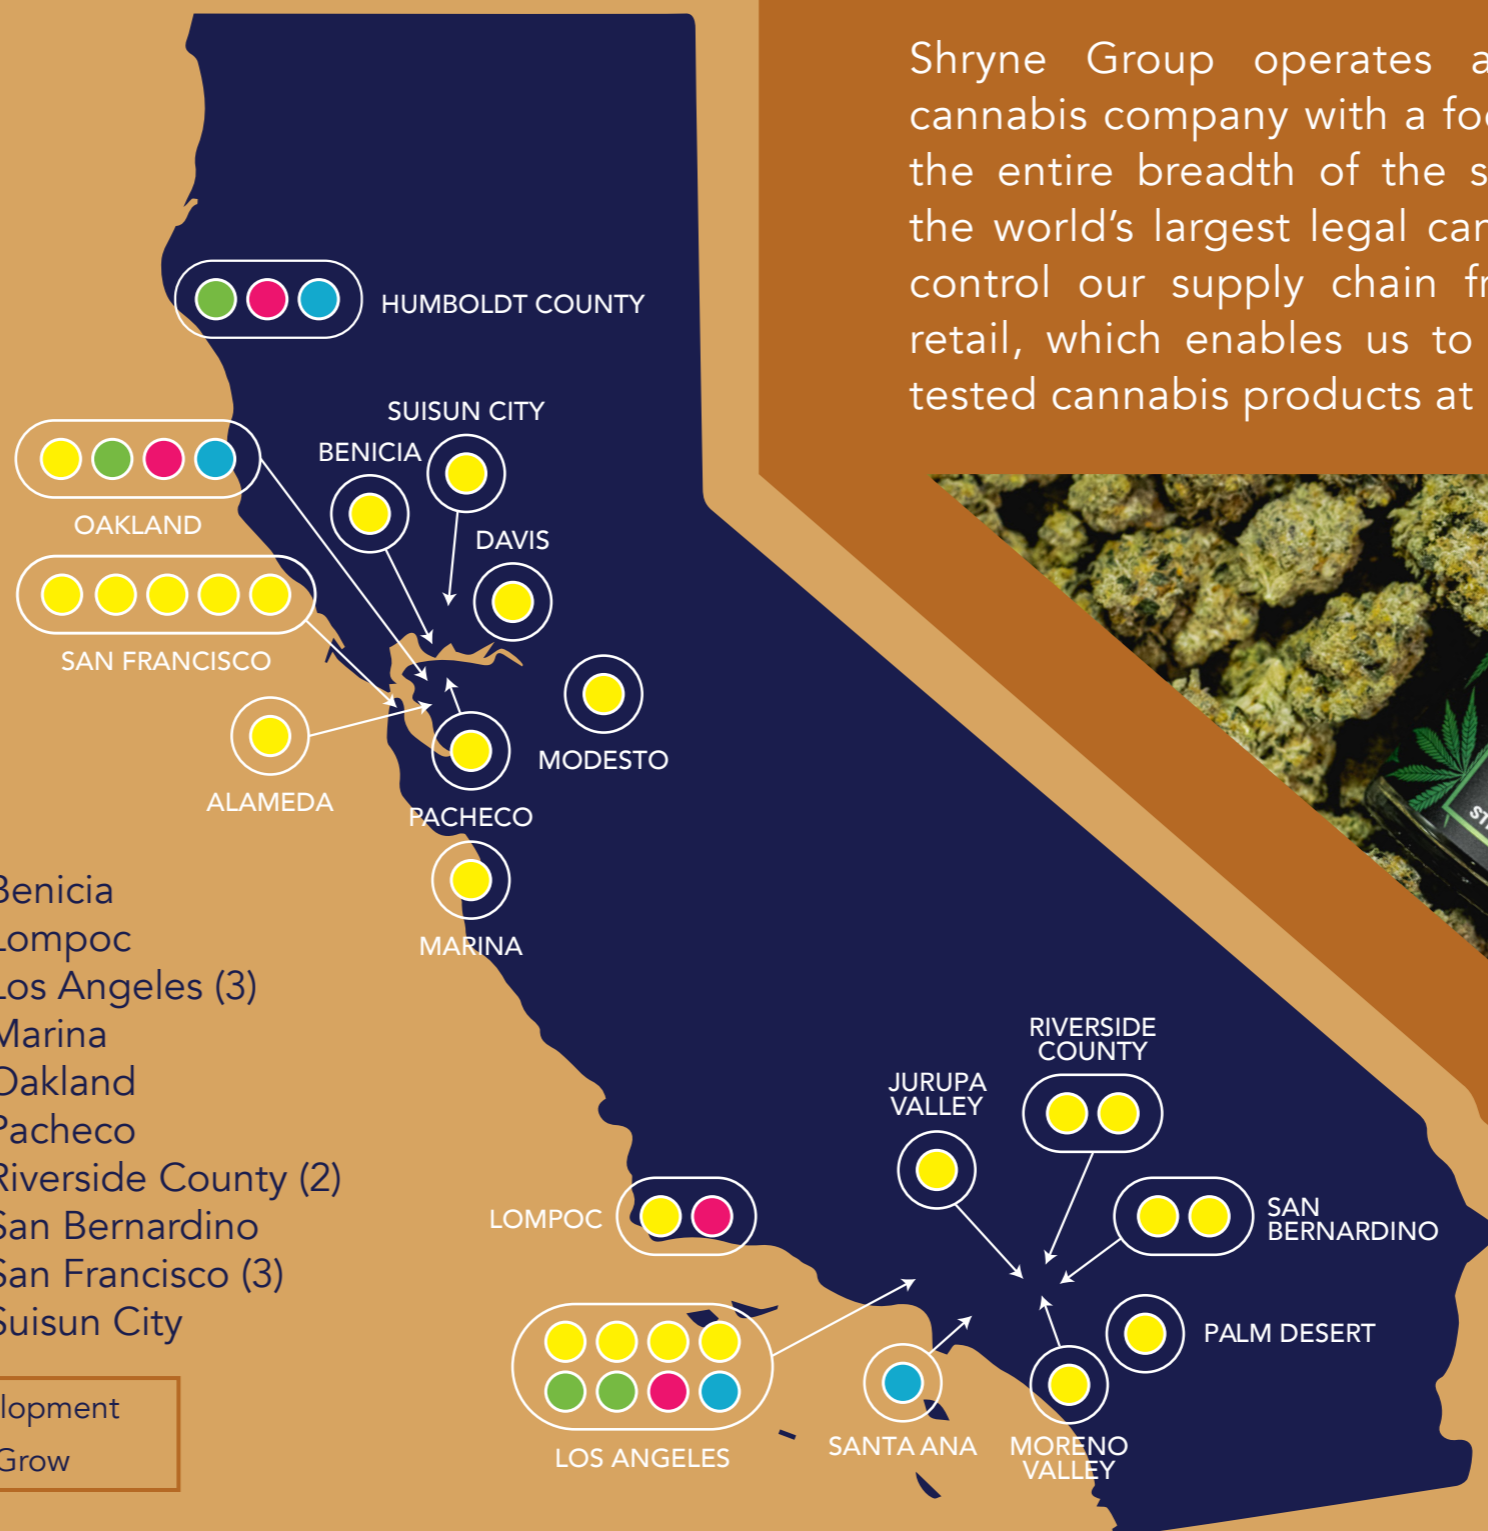 Shryne Group operates a
cannabis company with a
the entire breadth of the
the world's largest legal
control our supply chain
retail, which enables us to
tested cannabis products at
HUMBOLDT COUNTY
SUISUN CITY
BENICIA
OAKLAND
DAVIS
SAN FRANCISCO
MODESTO
ALAMEDA
PACHECO
MARINA
Benicia
Lompoc
Los Angeles (3)
Marina
Oakland
Pacheco
Riverside County (2)
San Bernardino
San Francisco (3)
Suisun City
lopment
Grow
RIVERSIDE
COUNTY
JURUPA
VALLEY
LOMPOC
SAN
BERNARDINO
PALM DESERT
LOS ANGELES
SANTA ANA
MORENO
VALLEY